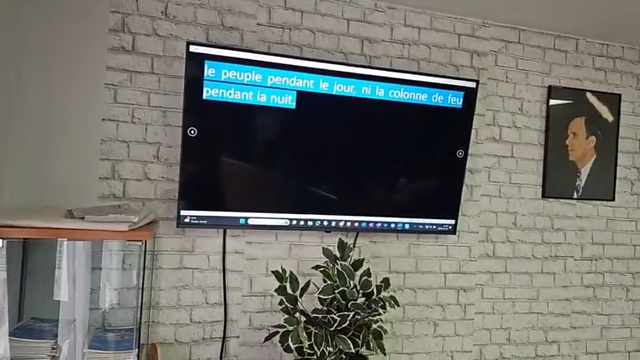 le peuple pendant le jour, ni la colonne de feu
pendant la nuit.